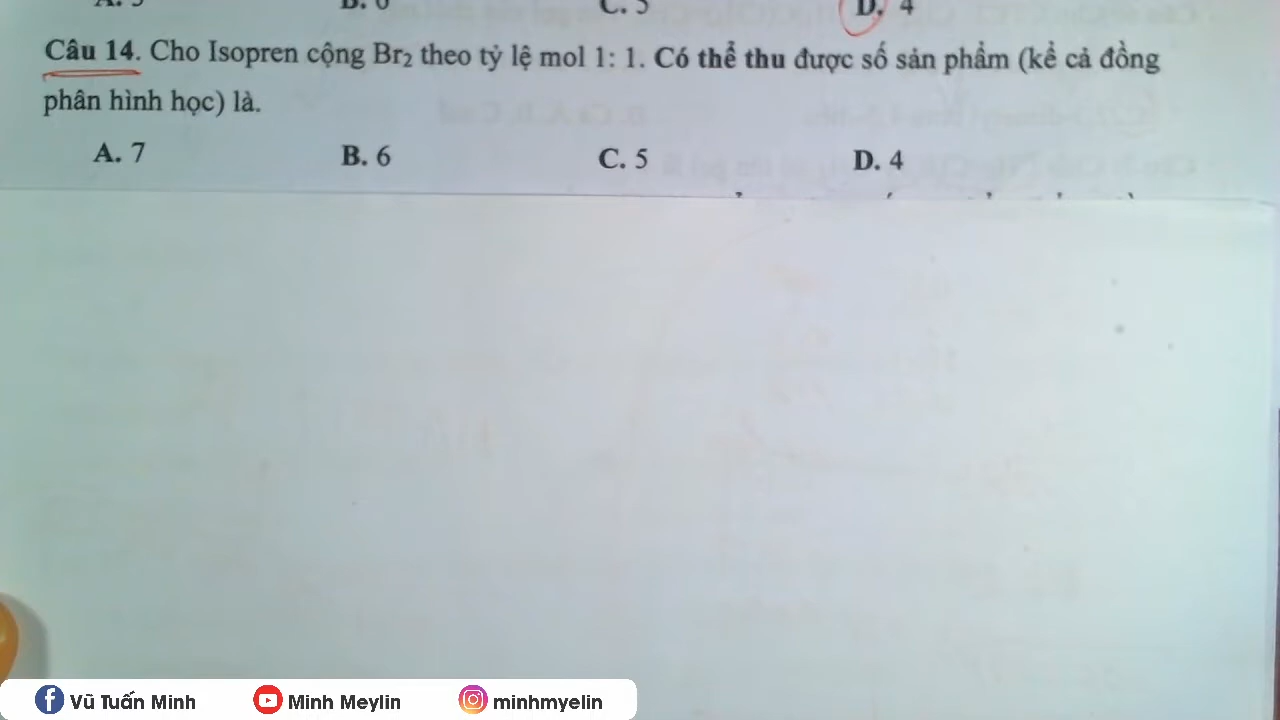 D. 4
Câu 14. Cho Isopren cộng Br₂ theo tỷ lệ mol 1: 1. Có thể thu được số sản phẩm (kể cả đồng
phân hình học) là.
A. 7 B. 6 C. 5 D. 4
Vũ Tuấn Minh Minh Meylin minhmyelin